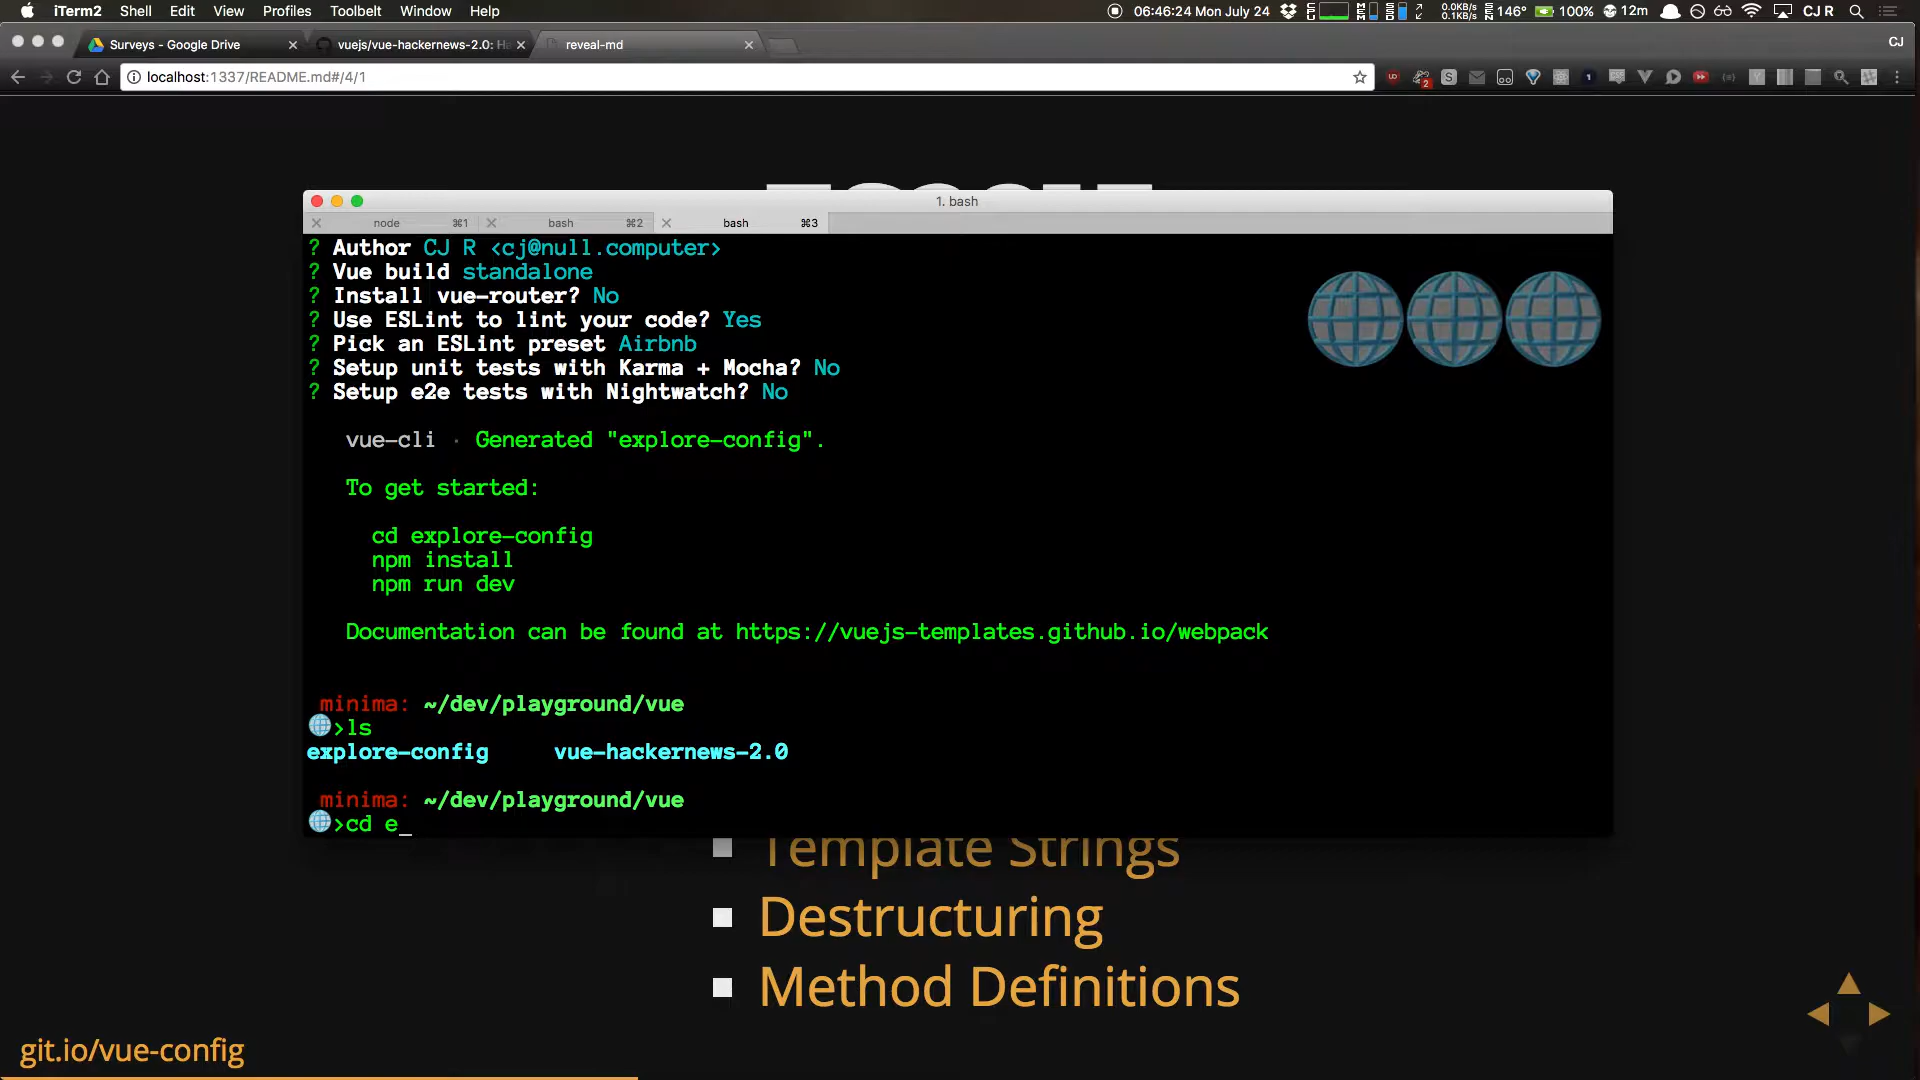 iTerm2 Shell Edit View Profiles Toolbelt Window Help 06:46:24 Mon July 24 0.0KB/s 0.1KB/s 146° 100% 12m CJ R
Surveys - Google Drive vuejs/vue-hackernews-2.0: Ha reveal-md CJ
localhost:1337/README.md#/4/1
1. bash
node ⌘1 bash ⌘2 bash ⌘3
? Author CJ R <cj@null.computer>
? Vue build standalone
? Install vue-router? No
? Use ESLint to lint your code? Yes
? Pick an ESLint preset Airbnb
? Setup unit tests with Karma + Mocha? No
? Setup e2e tests with Nightwatch? No
vue-cli · Generated "explore-config".
To get started:
cd explore-config
npm install
npm run dev
Documentation can be found at https://vuejs-templates.github.io/webpack
minima: ~/dev/playground/vue
>ls
explore-config vue-hackernews-2.0
minima: ~/dev/playground/vue
>cd e_
Template Strings
Destructuring
Method Definitions
git.io/vue-config